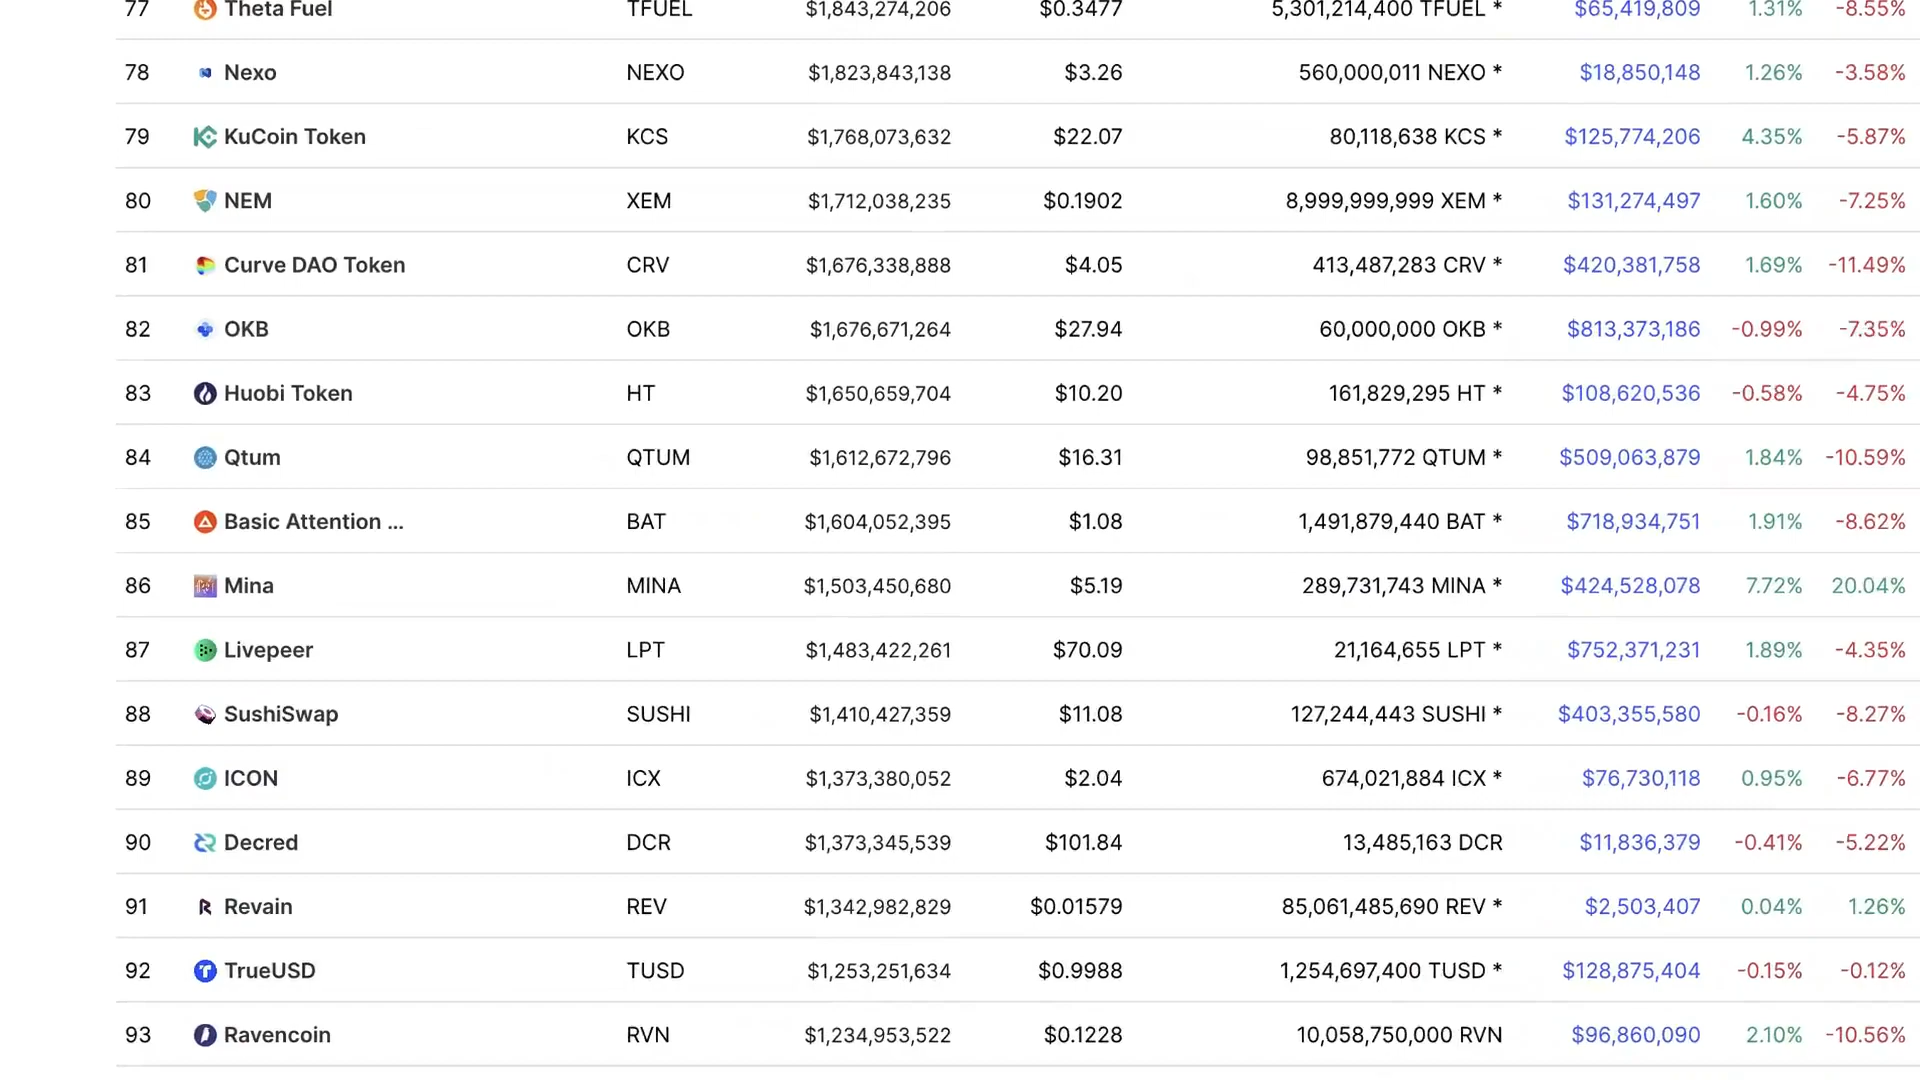 77 Theta Fuel TFUEL $1,843,274,206 $0.3477 5,301,214,400 TFUEL * $65,419,809 1.31% -8.55%
78 Nexo NEXO $1,823,843,138 $3.26 560,000,011 NEXO * $18,850,148 1.26% -3.58%
79 KuCoin Token KCS $1,768,073,632 $22.07 80,118,638 KCS * $125,774,206 4.35% -5.87%
80 NEM XEM $1,712,038,235 $0.1902 8,999,999,999 XEM * $131,274,497 1.60% -7.25%
81 Curve DAO Token CRV $1,676,338,888 $4.05 413,487,283 CRV * $420,381,758 1.69% -11.49%
82 OKB OKB $1,676,671,264 $27.94 60,000,000 OKB * $813,373,186 -0.99% -7.35%
83 Huobi Token HT $1,650,659,704 $10.20 161,829,295 HT * $108,620,536 -0.58% -4.75%
84 Qtum QTUM $1,612,672,796 $16.31 98,851,772 QTUM * $509,063,879 1.84% -10.59%
85 Basic Attention ... BAT $1,604,052,395 $1.08 1,491,879,440 BAT * $718,934,751 1.91% -8.62%
86 Mina MINA $1,503,450,680 $5.19 289,731,743 MINA * $424,528,078 7.72% 20.04%
87 Livepeer LPT $1,483,422,261 $70.09 21,164,655 LPT * $752,371,231 1.89% -4.35%
88 SushiSwap SUSHI $1,410,427,359 $11.08 127,244,443 SUSHI * $403,355,580 -0.16% -8.27%
89 ICON ICX $1,373,380,052 $2.04 674,021,884 ICX * $76,730,118 0.95% -6.77%
90 Decred DCR $1,373,345,539 $101.84 13,485,163 DCR $11,836,379 -0.41% -5.22%
91 Revain REV $1,342,982,829 $0.01579 85,061,485,690 REV * $2,503,407 0.04% 1.26%
92 TrueUSD TUSD $1,253,251,634 $0.9988 1,254,697,400 TUSD * $128,875,404 -0.15% -0.12%
93 Ravencoin RVN $1,234,953,522 $0.1228 10,058,750,000 RVN $96,860,090 2.10% -10.56%